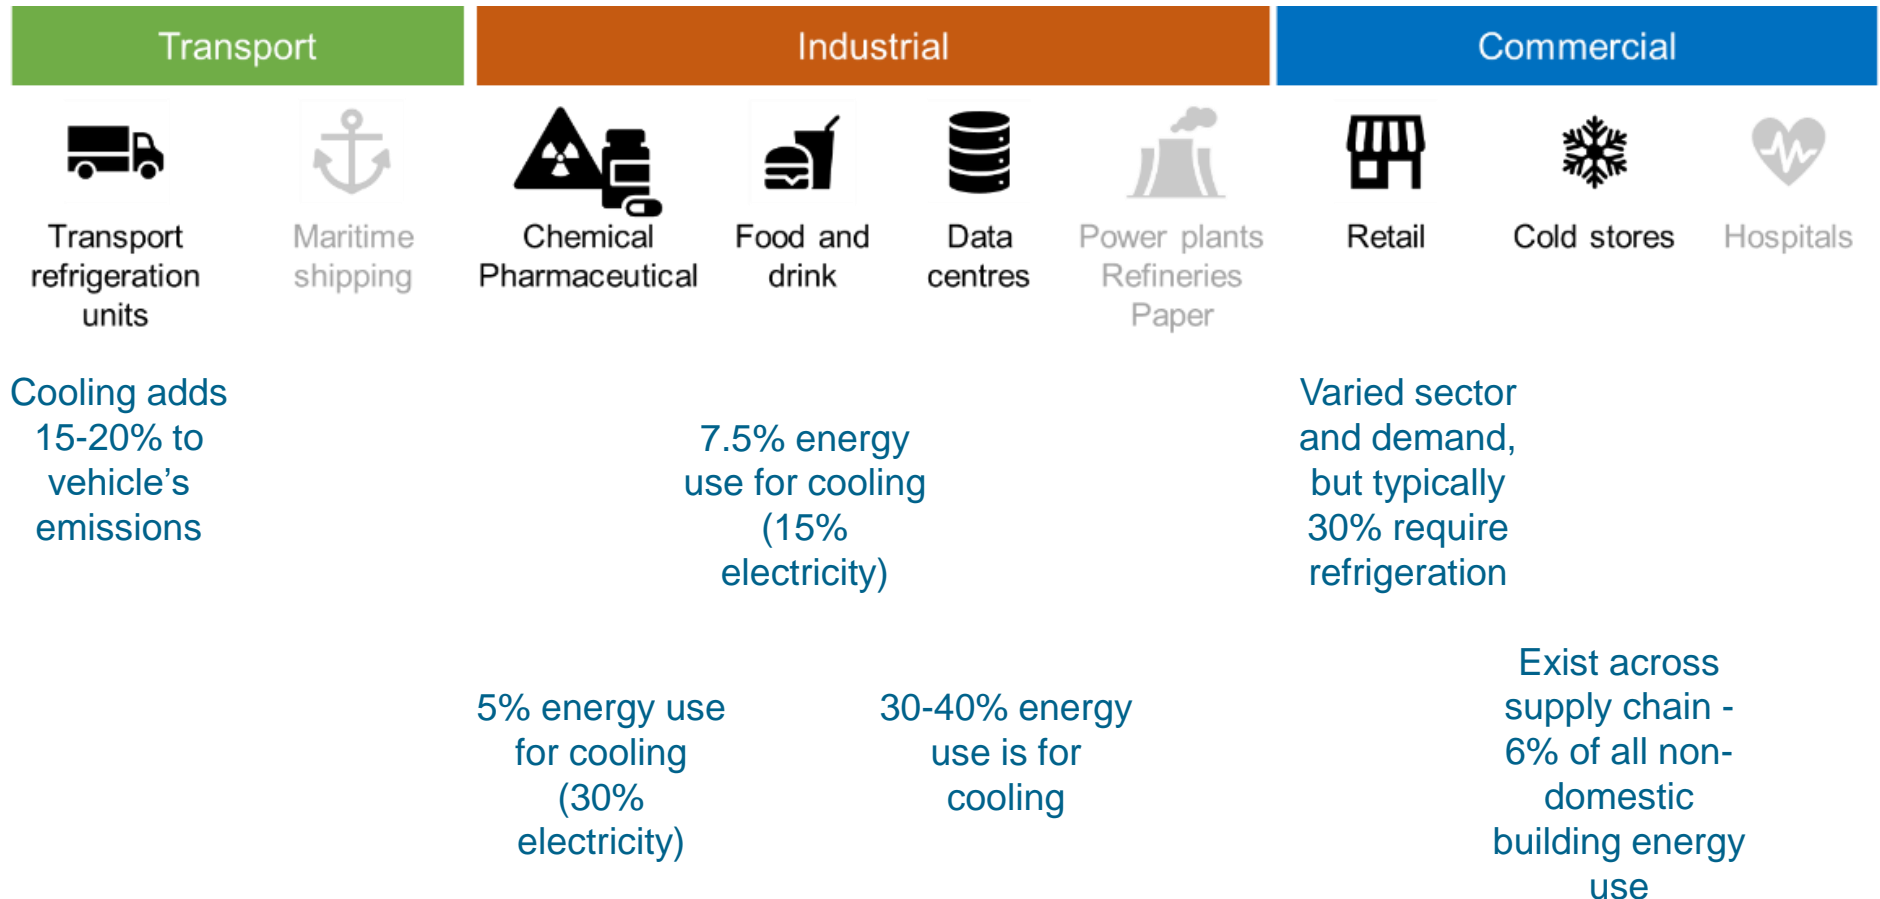 Transport
Industrial
Commercial
Transport
refrigeration
units
Maritime
shipping
Chemical
Pharmaceutical
Food and
drink
Data
centres
Power plants
Refineries
Paper
Retail
Cold stores
Hospitals
Cooling adds
15-20% to
vehicle’s
emissions
7.5% energy
use for cooling
(15%
electricity)
Varied sector
and demand,
but typically
30% require
refrigeration
5% energy use
for cooling
(30%
electricity)
30-40% energy
use is for
cooling
Exist across
supply chain -
6% of all non-
domestic
building energy
use